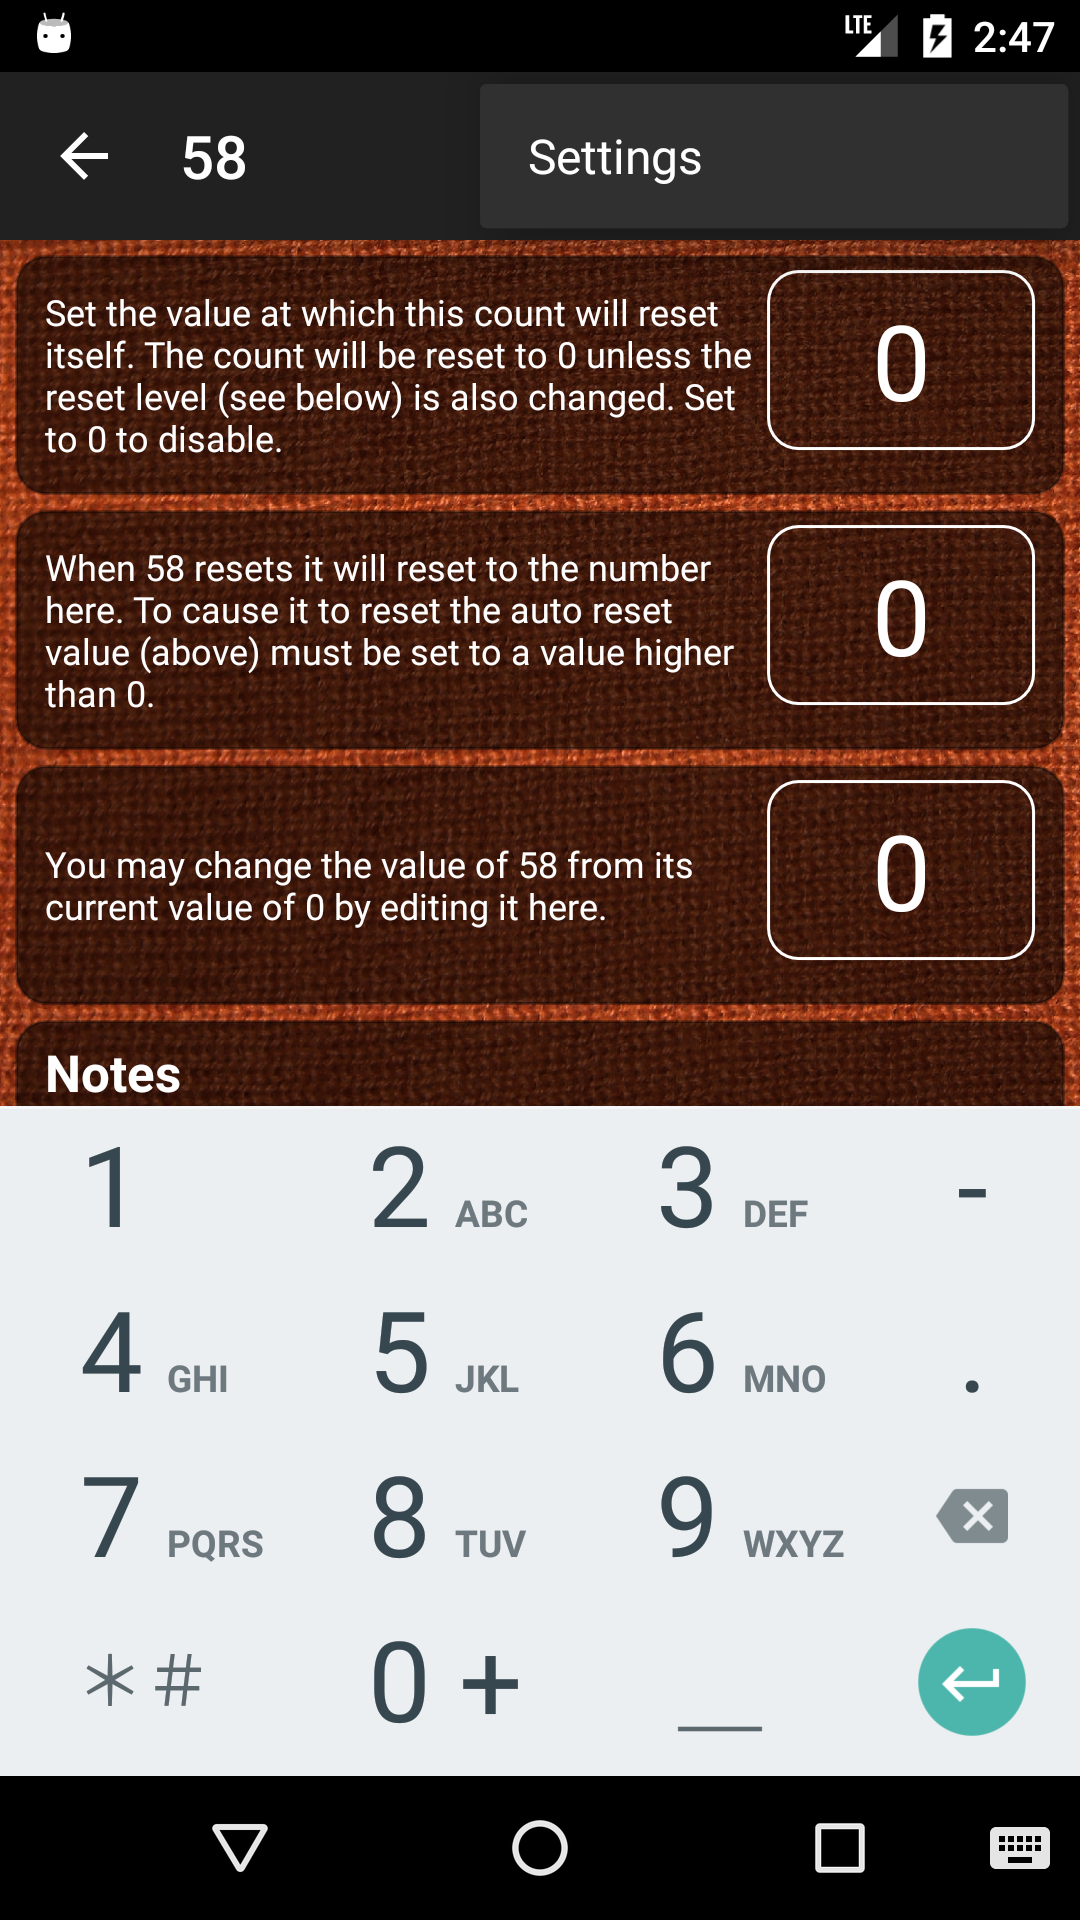 LTE 2:47
58
Settings
Set the value at which this count will reset
itself. The count will be reset to 0 unless the
reset level (see below) is also changed. Set
to 0 to disable.
0
When 58 resets it will reset to the number
here. To cause it to reset the auto reset
value (above) must be set to a value higher
than 0.
0
You may change the value of 58 from its
current value of 0 by editing it here.
0
Notes
1 2 ABC 3 DEF -
4 GHI 5 JKL 6 MNO .
7 PQRS 8 TUV 9 WXYZ
* # 0 + _